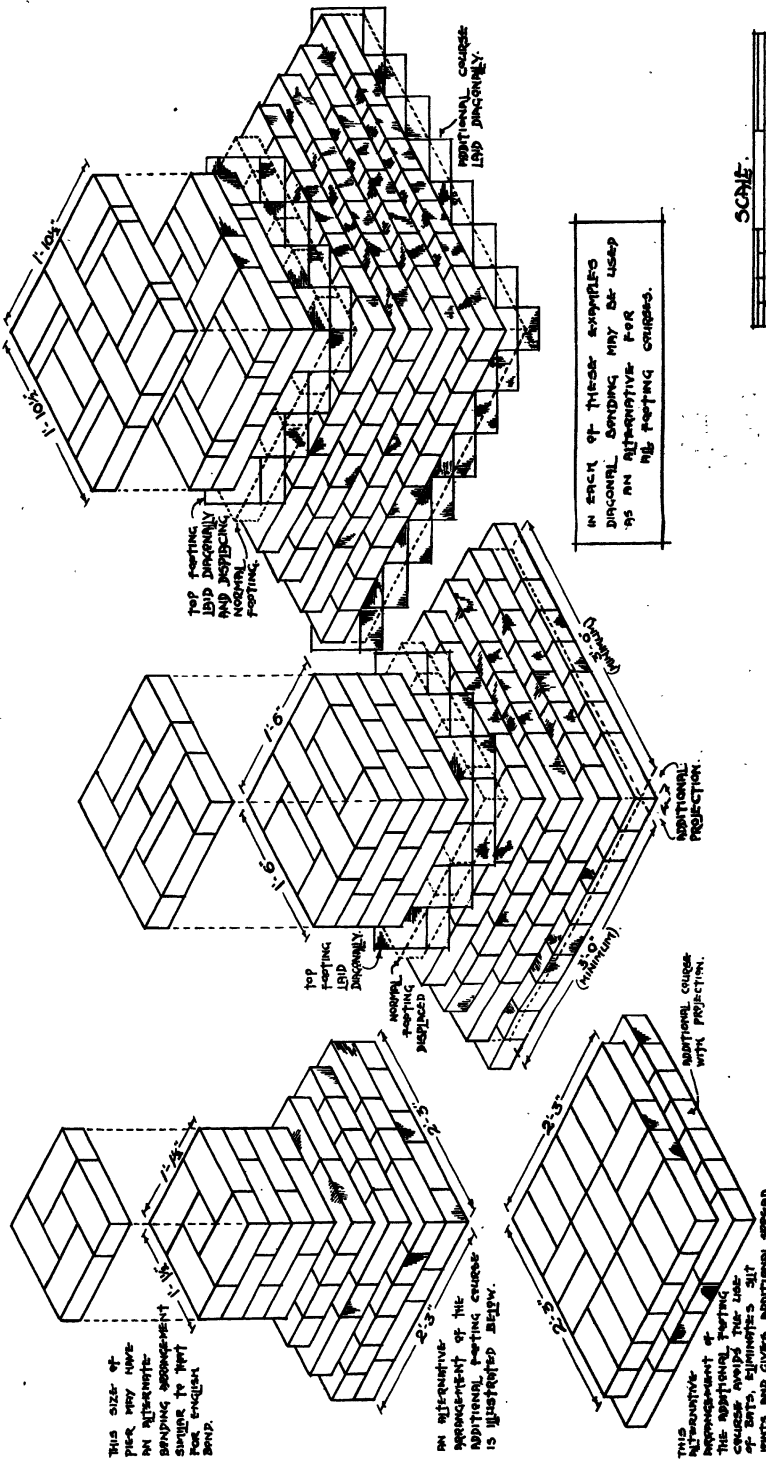 THIS SIZE OF
PIER MAY HAVE
AN ALTERNATE
BONDING ARRANGEMENT
SIMILAR TO THAT
FOR ENGLISH
BOND.
1'-1½"
1'-1½"
2'-3"
2'-3"
AN ALTERNATIVE
ARRANGEMENT OF THE
ADDITIONAL FOOTING COURSE
IS ILLUSTRATED BELOW.
2'-3"
2'-3"
ADDITIONAL COURSE
WITH PROJECTION.
THIS
ALTERNATIVE
ARRANGEMENT OF
THE ADDITIONAL FOOTING
COURSE AVOIDS THE USE
OF BATS, ELIMINATES SLIT
JOINTS AND GIVES ADDITIONAL SPREAD
1'-6"
1'-6"
TOP
FOOTING
LAID
DIAGONALLY.
NORMAL
FOOTING
DISPLACED
3'-0"
(MINIMUM)
3'-0"
(MINIMUM)
ADDITIONAL
PROJECTION.
1'-10½"
1'-10½"
TOP FOOTING
LAID DIAGONALLY
AND DISPLACING
NORMAL
FOOTING.
ADDITIONAL COURSE
LAID DIAGONALLY.
IN EACH OF THESE EXAMPLES
DIAGONAL BONDING MAY BE USED
AS AN ALTERNATIVE FOR
ALL FOOTING COURSES.
SCALE.